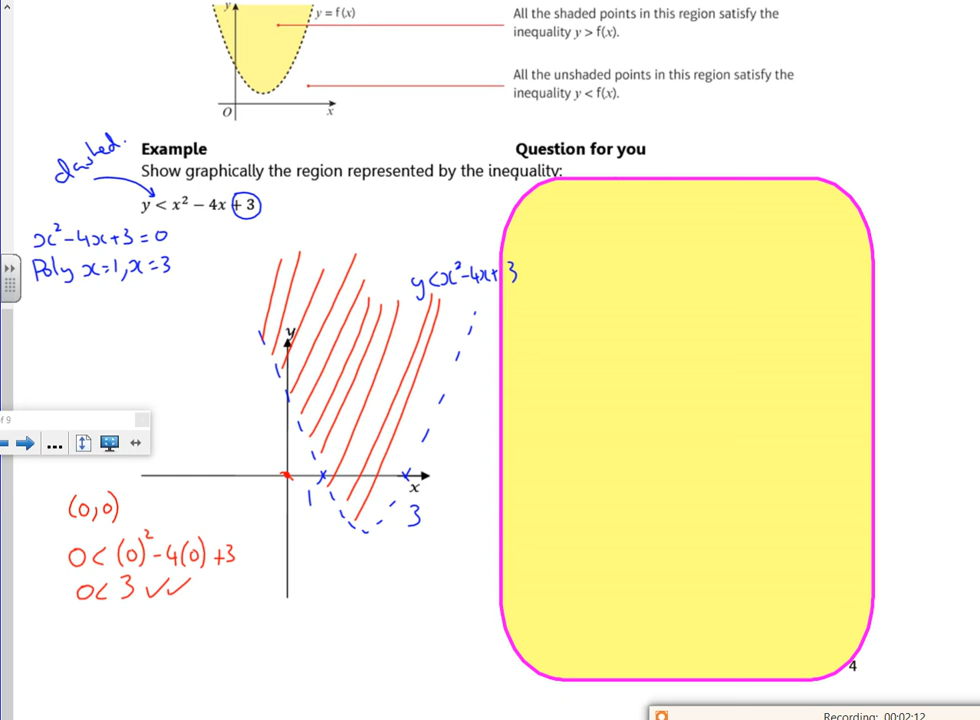 y
y = f(x)
All the shaded points in this region satisfy the
inequality y > f(x).
All the unshaded points in this region satisfy the
inequality y < f(x).
O
x
dashed.
Example
Question for you
Show graphically the region represented by the inequality:
y < x² − 4x + 3
x²-4x+3=0
Poly x=1, x=3
y<x²-4x+3
y
of 9
...
x
1
3
(0,0)
0<(0)²-4(0)+3
0<3 ✓✓
4
Recording: 00:02:12